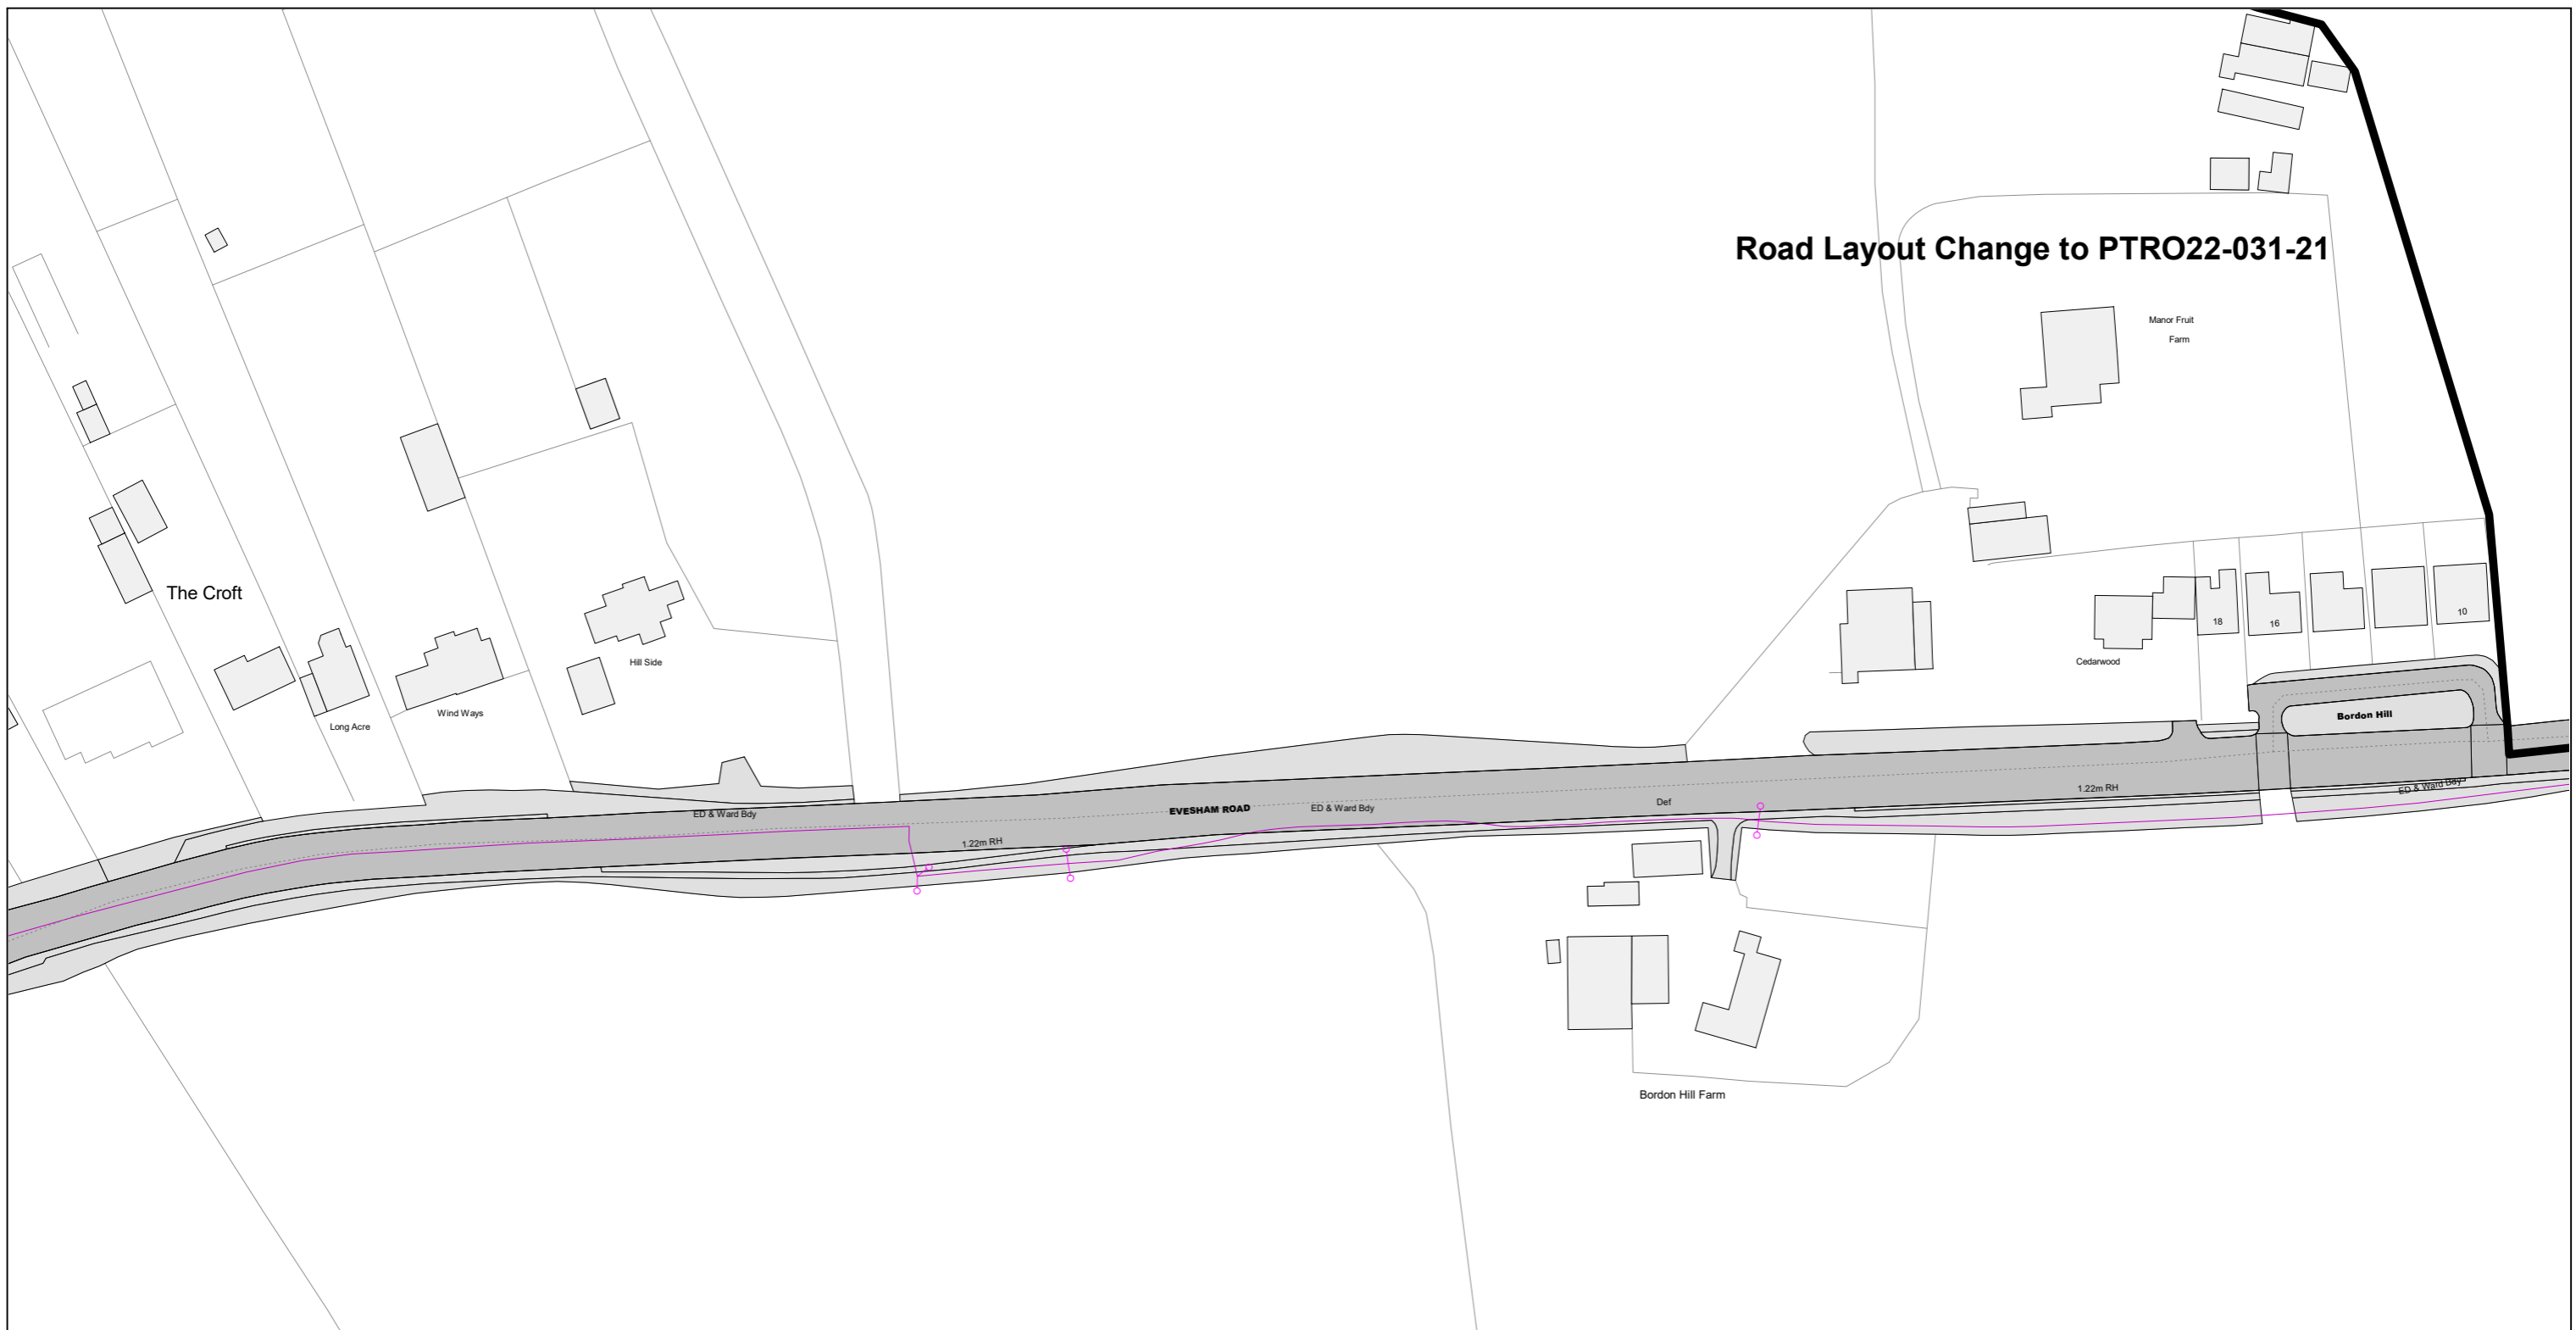 Road Layout Change to PTRO22-031-21
Manor Fruit
Farm
The Croft
10
18
16
Hill Side
Cedarwood
Wind Ways
Long Acre
Bordon Hill
1.22m RH
ED & Ward Bdy
Def
EVESHAM ROAD
ED & Ward Bdy
ED & Ward Bdy
1.22m RH
Bordon Hill Farm